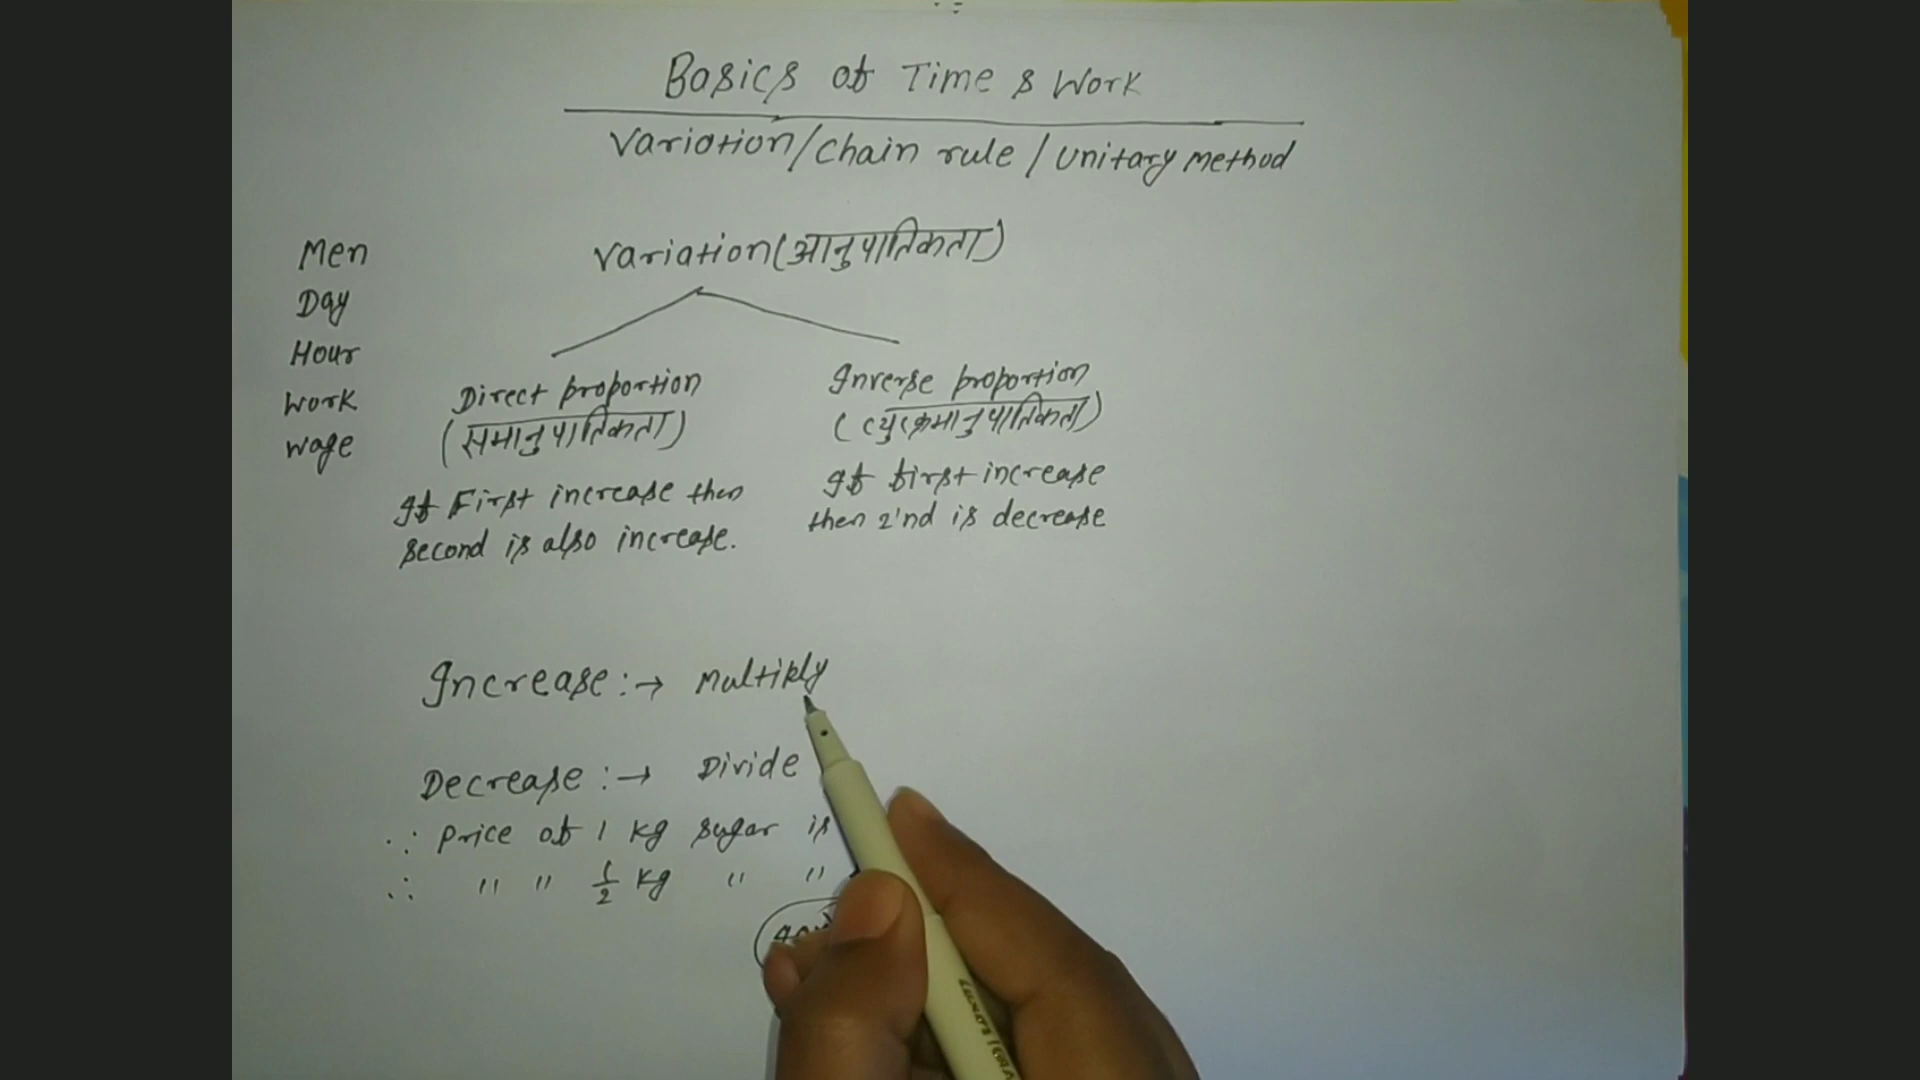 Basics of Time & Work
Variation/Chain rule/Unitary Method
Men
Day
Hour
Work
Wage
Variation(आनुपातिकता)
Direct proportion
(समानुपातिकता)
If First increase then
second is also increase.
Inverse proportion
(व्युत्क्रमानुपातिकता)
If first increase
then 2'nd is decrease
Increase :→ Multiply
Decrease :→ Divide
∵ price of 1 kg sugar is
∴ " " 1/2 kg " "